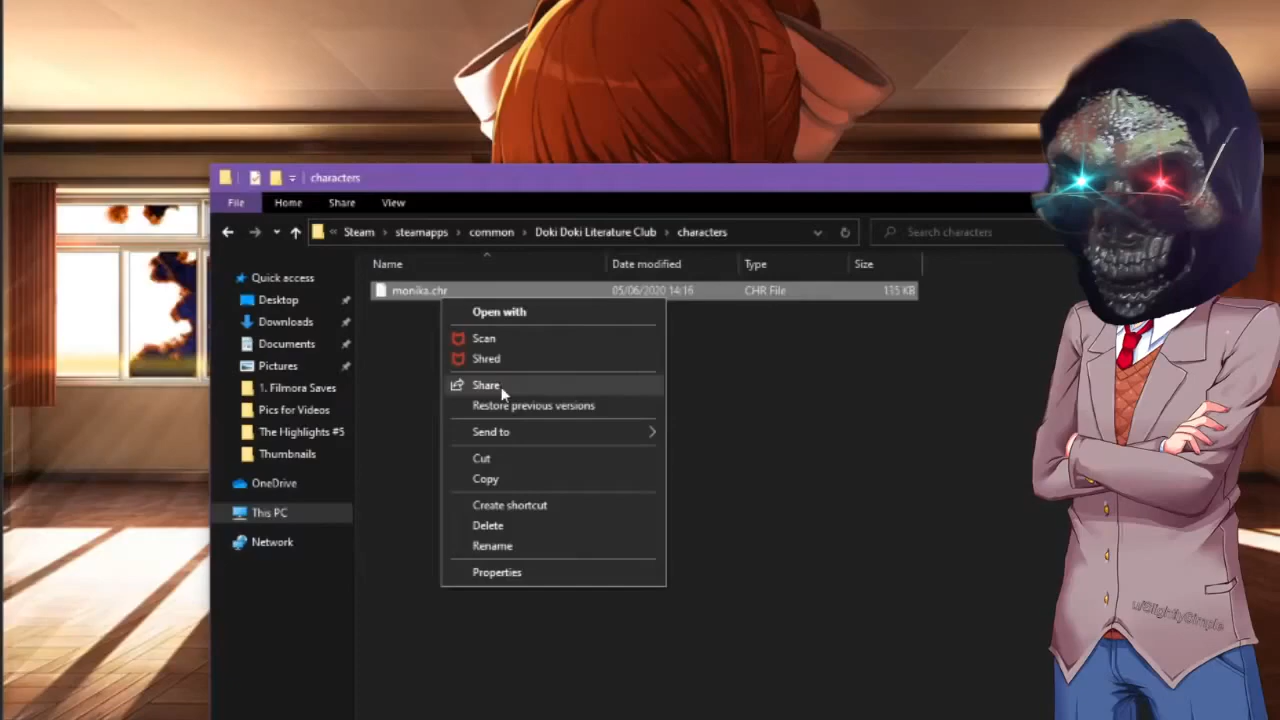 characters
File Home Share View
« Steam › steamapps › common › Doki Doki Literature Club › characters
Search characters
Name Date modified Type Size
monika.chr 05/06/2020 14:16 CHR File 115 KB
Quick access
Desktop
Downloads
Documents
Pictures
1. Filmora Saves
Pics for Videos
The Highlights #5
Thumbnails
OneDrive
This PC
Network
Open with
Scan
Shred
Share
Restore previous versions
Send to
Cut
Copy
Create shortcut
Delete
Rename
Properties